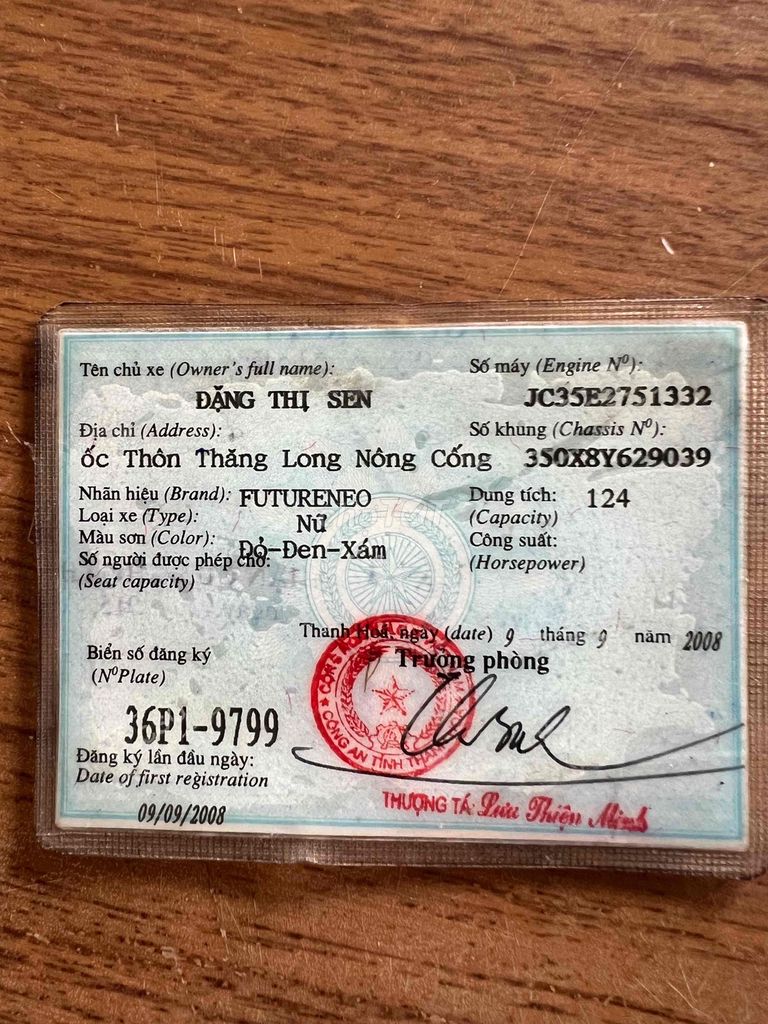 Tên chủ xe (Owner's full name):
ĐẶNG THỊ SEN
Số máy (Engine N⁰):
JC35E2751332
Địa chỉ (Address):
ốc Thôn Thăng Long Nông Cống
Số khung (Chassis N⁰):
350X8Y629039
Nhãn hiệu (Brand): FUTURENEO
Dung tích: 124
(Capacity)
Loại xe (Type): Nữ
Màu sơn (Color): Đỏ-Đen-Xám
Công suất:
(Horsepower)
Số người được phép chở:
(Seat capacity)
Thanh Hoá, ngày (date) 9 tháng 9 năm 2008
Trưởng phòng
Biển số đăng ký
(N⁰Plate)
36P1-9799
CÔNG AN TỈNH
Đăng ký lần đầu ngày:
Date of first registration
09/09/2008
THƯỢNG TÁ Lưu Thiện Minh